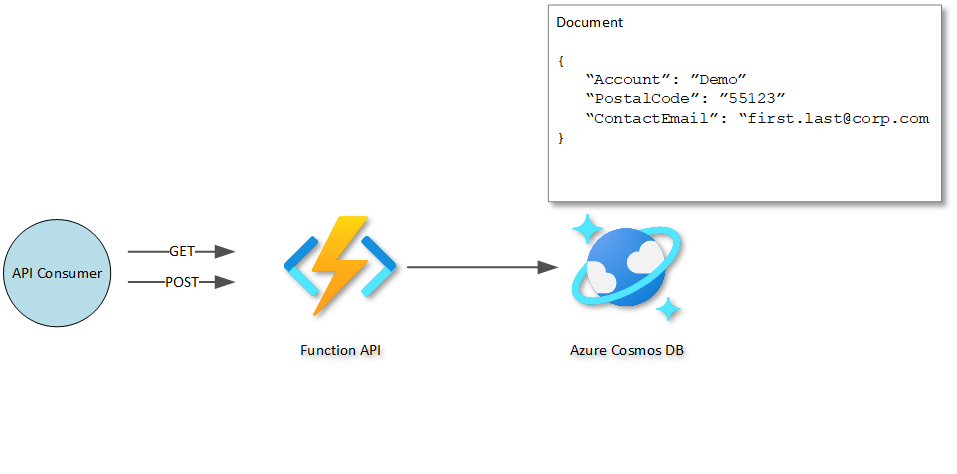 Document
{
“Account”: ”Demo”
“PostalCode”: ”55123”
“ContactEmail”: “first.last@corp.com
}
GET
API Consumer
POST
Function API
Azure Cosmos DB